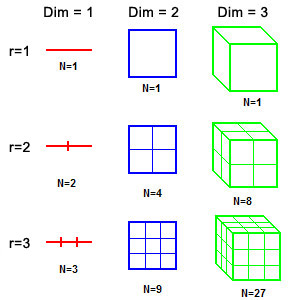 Dim = 1 Dim = 2 Dim = 3
r=1
N=1 N=1 N=1
r=2
N=2 N=4 N=8
r=3
N=3 N=9 N=27